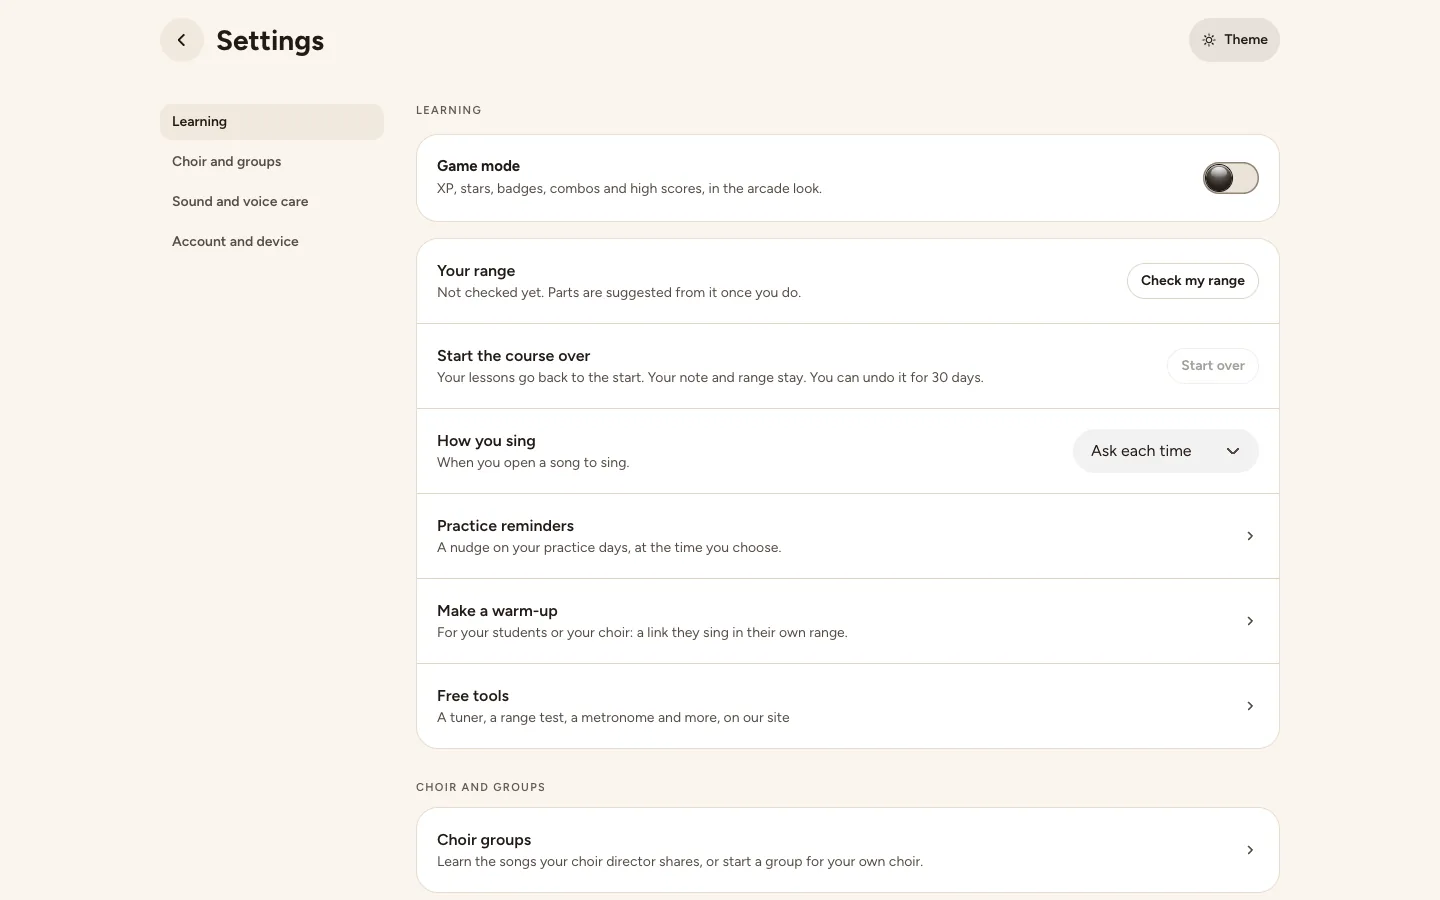 Settings
Theme
Learning
Choir and groups
Sound and voice care
Account and device
LEARNING
Game mode
XP, stars, badges, combos and high scores, in the arcade look.
Your range
Not checked yet. Parts are suggested from it once you do.
Check my range
Start the course over
Your lessons go back to the start. Your note and range stay. You can undo it for 30 days.
Start over
How you sing
When you open a song to sing.
Ask each time
Practice reminders
A nudge on your practice days, at the time you choose.
Make a warm-up
For your students or your choir: a link they sing in their own range.
Free tools
A tuner, a range test, a metronome and more, on our site
CHOIR AND GROUPS
Choir groups
Learn the songs your choir director shares, or start a group for your own choir.